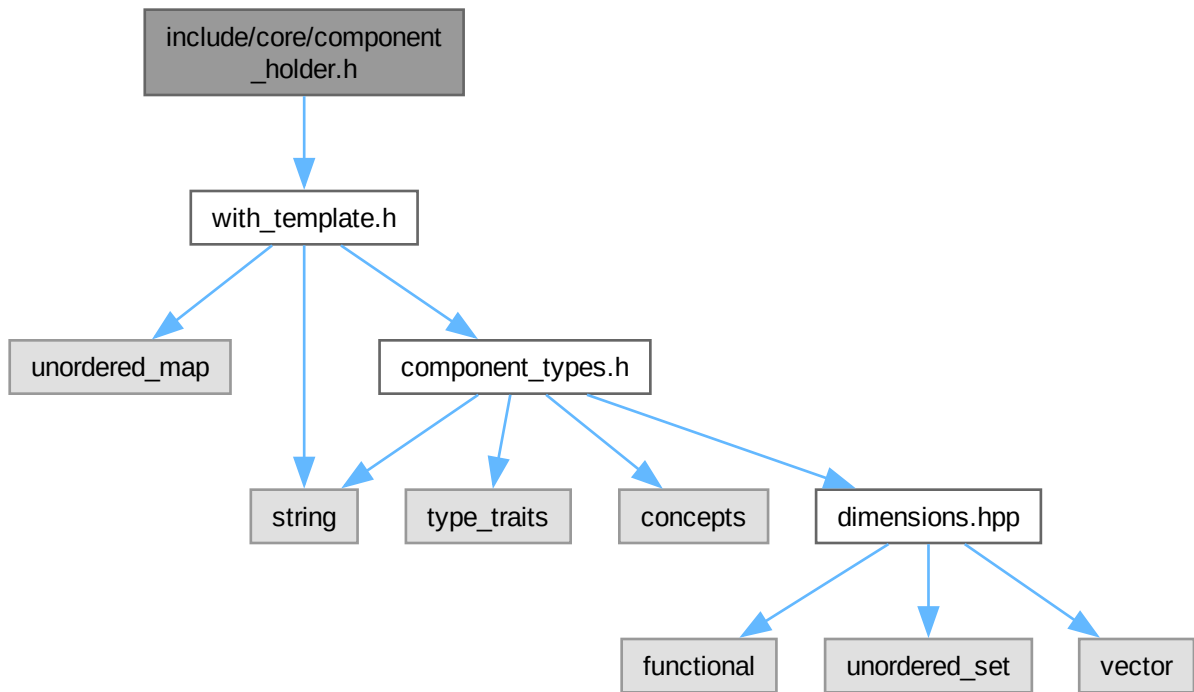 include/core/component
_holder.h
with_template.h
unordered_map
component_types.h
string
type_traits
concepts
dimensions.hpp
functional
unordered_set
vector